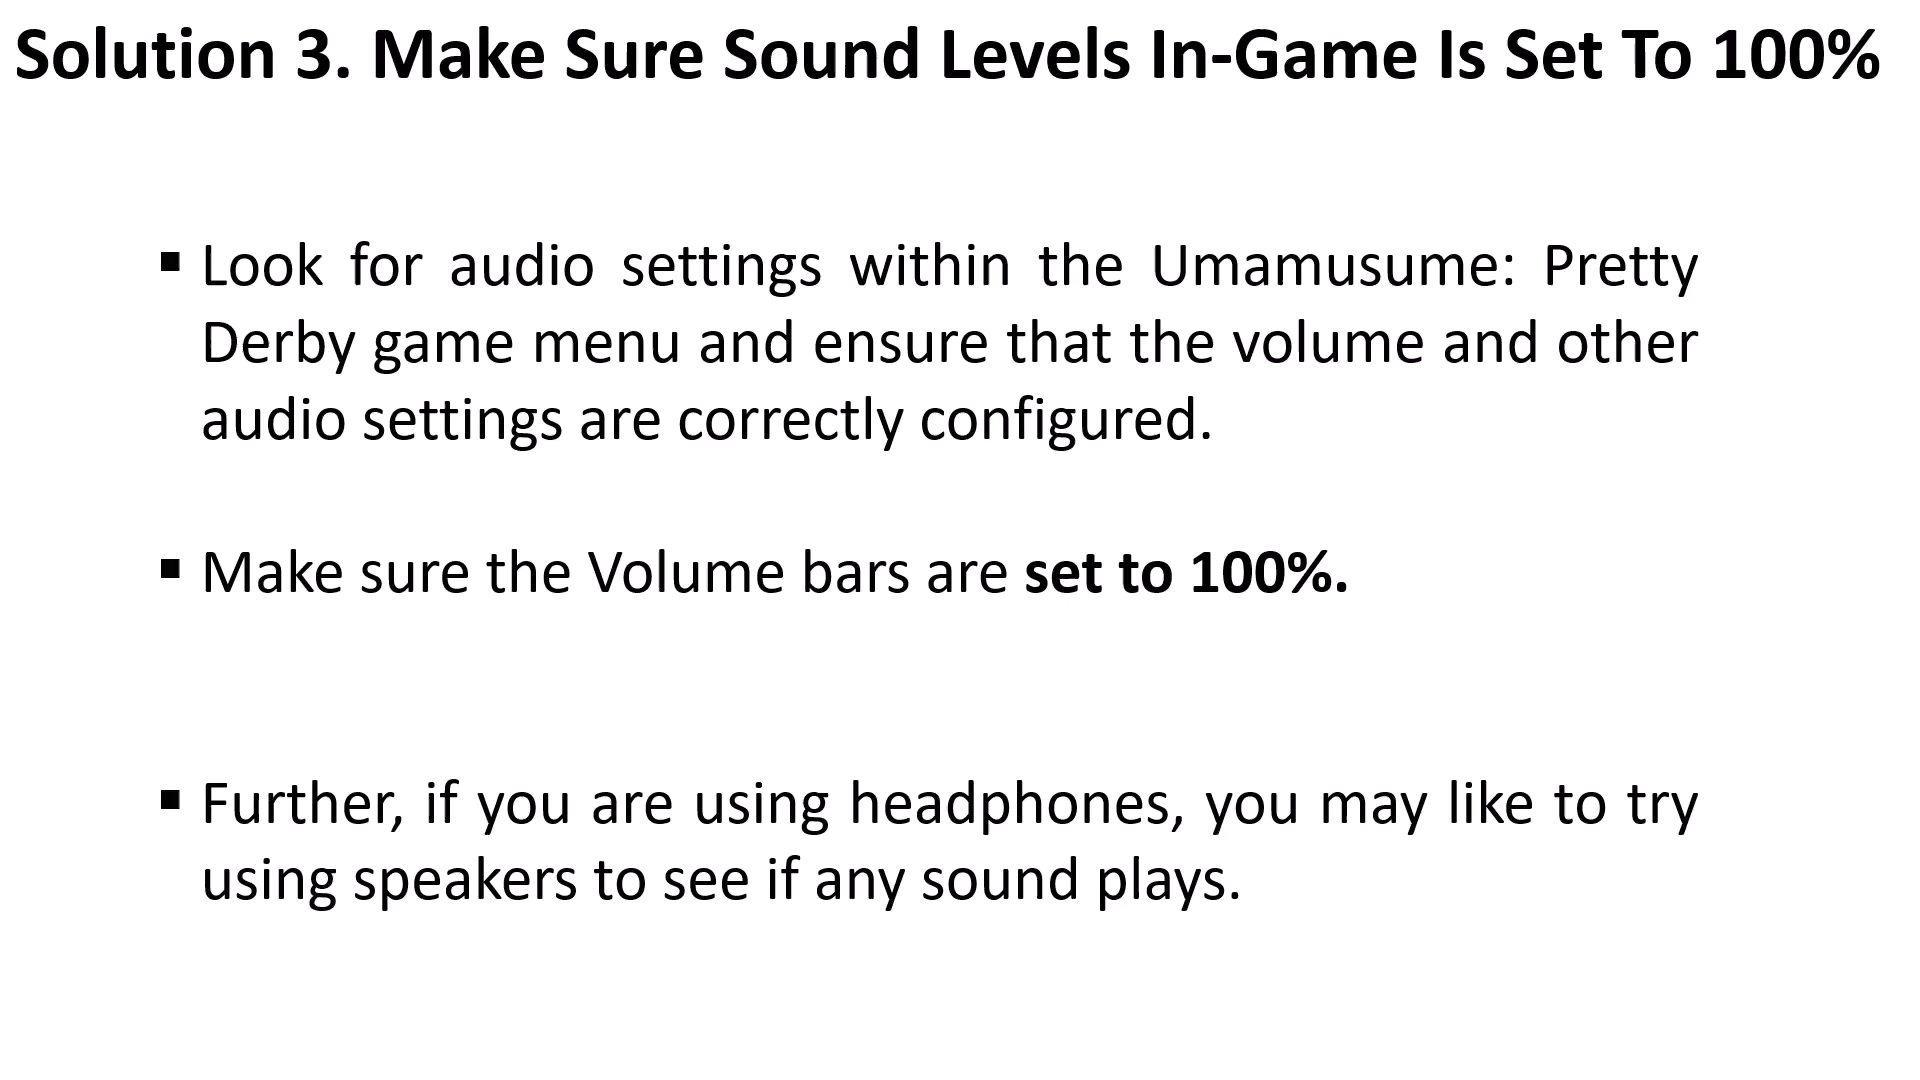 Solution 3. Make Sure Sound Levels In-Game Is Set To 100%
▪ Look for audio settings within the Umamusume: Pretty
Derby game menu and ensure that the volume and other
audio settings are correctly configured.
▪ Make sure the Volume bars are set to 100%.
▪ Further, if you are using headphones, you may like to try
using speakers to see if any sound plays.